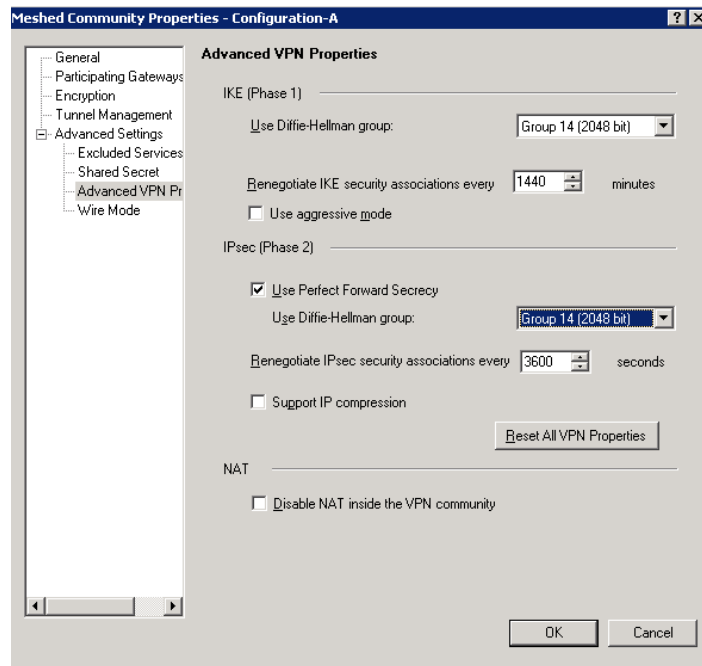 Meshed Community Properties - Configuration-A
General
Participating Gateways
Encryption
Tunnel Management
Advanced Settings
Excluded Services
Shared Secret
Advanced VPN Pr
Wire Mode
Advanced VPN Properties
IKE (Phase 1)
Use Diffie-Hellman group: Group 14 (2048 bit)
Renegotiate IKE security associations every 1440 minutes
Use aggressive mode
IPsec (Phase 2)
Use Perfect Forward Secrecy
Use Diffie-Hellman group: Group 14 (2048 bit)
Renegotiate IPsec security associations every 3600 seconds
Support IP compression
Reset All VPN Properties
NAT
Disable NAT inside the VPN community
OK Cancel